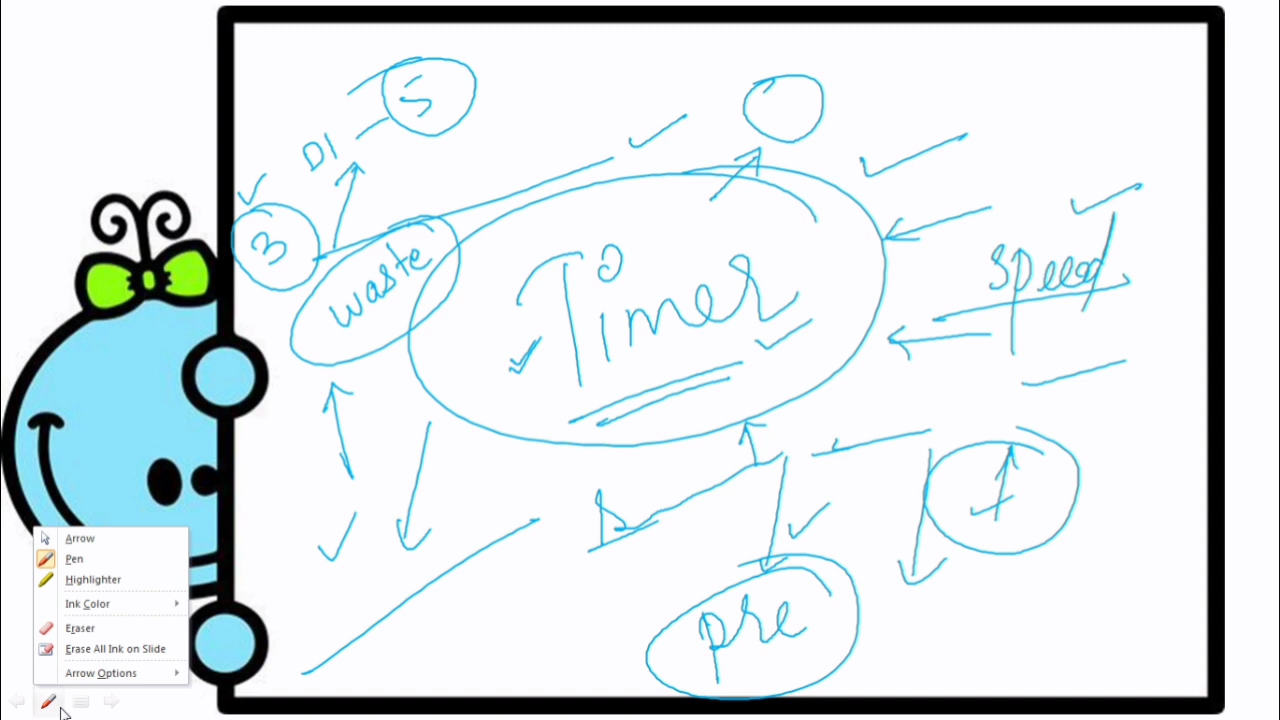 5
DI
3
waste
Timer
Speed
pre
Arrow
Pen
Highlighter
Ink Color
Eraser
Erase All Ink on Slide
Arrow Options